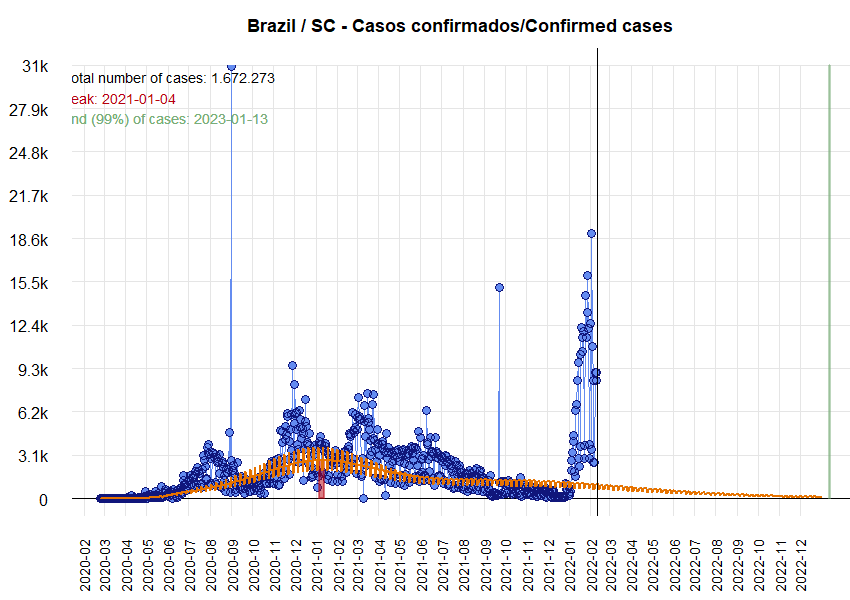 Brazil / SC - Casos confirmados/Confirmed cases
31k
otal number of cases: 1.672.273
eak: 2021-01-04
nd (99%) of cases: 2023-01-13
27.9k
24.8k
21.7k
18.6k
15.5k
12.4k
9.3k
6.2k
3.1k
0
2020-02
2020-03
2020-04
2020-05
2020-06
2020-07
2020-08
2020-09
2020-10
2020-11
2020-12
2021-01
2021-02
2021-03
2021-04
2021-05
2021-06
2021-07
2021-08
2021-09
2021-10
2021-11
2021-12
2022-01
2022-02
2022-03
2022-04
2022-05
2022-06
2022-07
2022-08
2022-09
2022-10
2022-11
2022-12